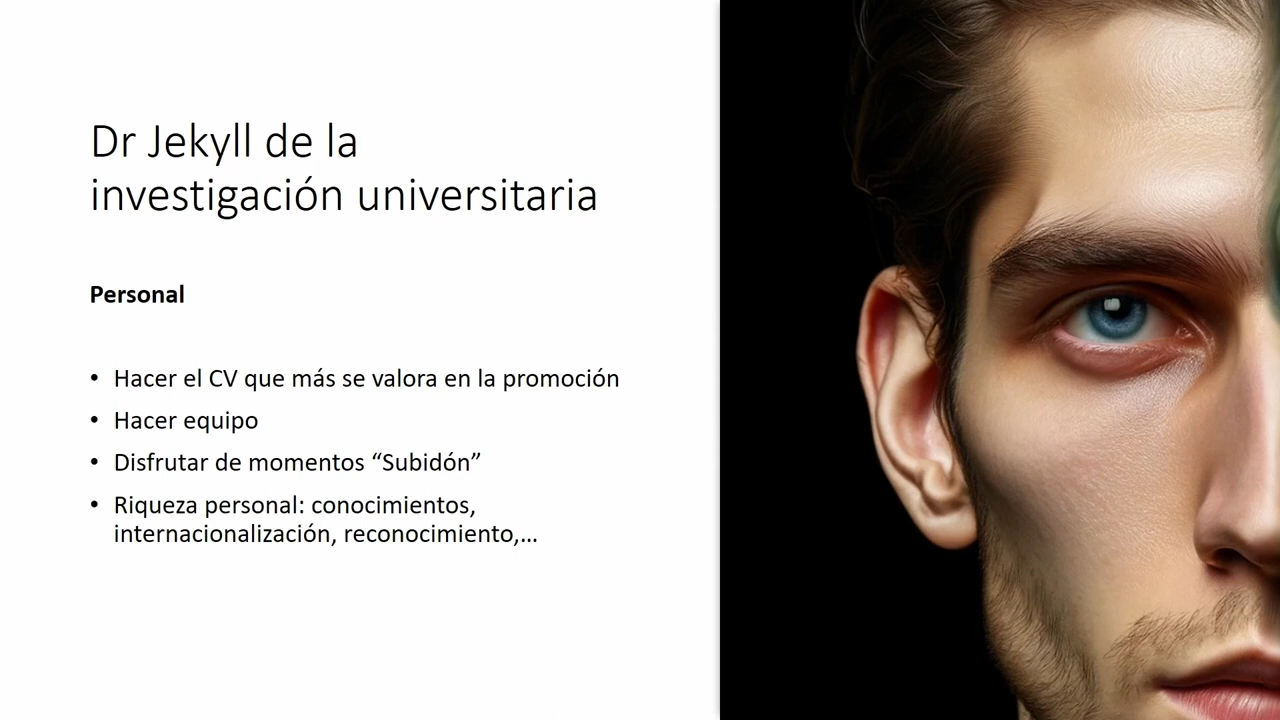 Dr Jekyll de la
investigación universitaria
Personal
• Hacer el CV que más se valora en la promoción
• Hacer equipo
• Disfrutar de momentos “Subidón”
• Riqueza personal: conocimientos,
internacionalización, reconocimiento,...